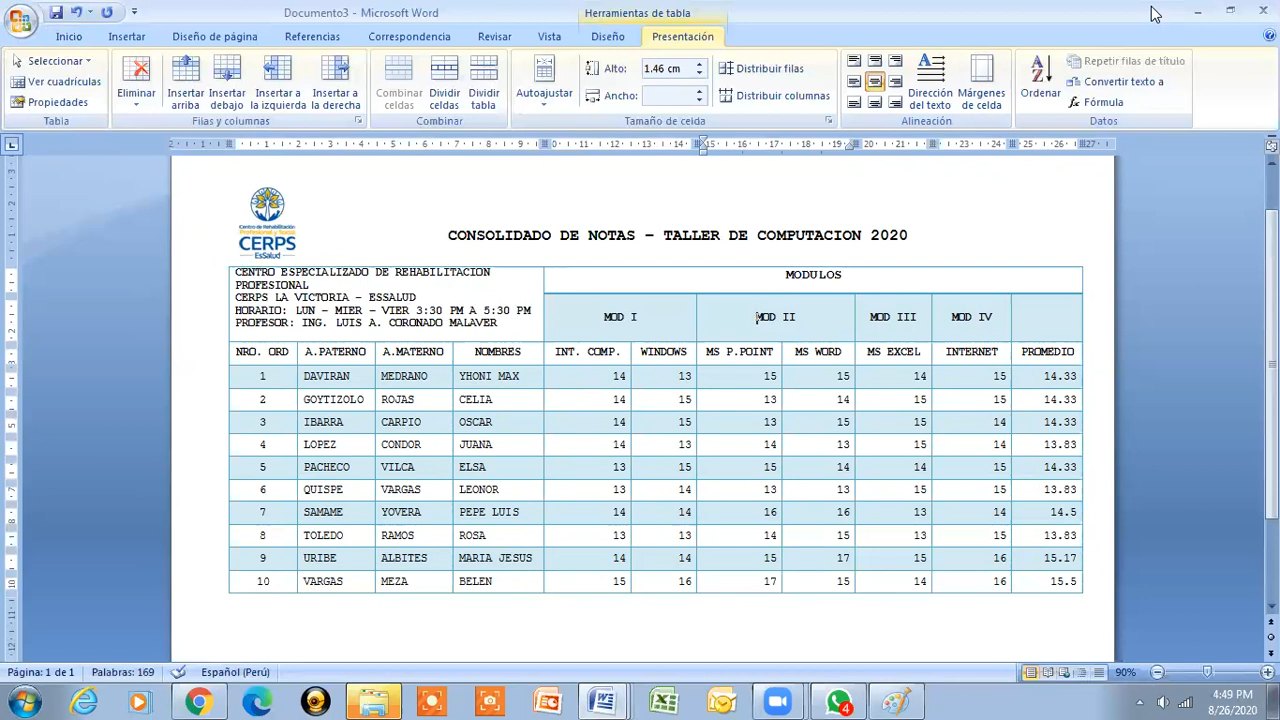 Documento3 - Microsoft Word
Herramientas de tabla
Inicio
Insertar
Diseño de página
Referencias
Correspondencia
Revisar
Vista
Diseño
Presentación
Seleccionar
Ver cuadrículas
Propiedades
Tabla
Eliminar
Insertar arriba
Insertar debajo
Insertar a la izquierda
Insertar a la derecha
Filas y columnas
Combinar celdas
Dividir celdas
Dividir tabla
Combinar
Autoajustar
Alto: 1.46 cm
Ancho:
Distribuir filas
Distribuir columnas
Tamaño de celda
Dirección del texto
Márgenes de celda
Alineación
Ordenar
Repetir filas de título
Convertir texto a
Fórmula
Datos
Centro de Rehabilitación
Profesional y Social
CERPS
EsSalud
CONSOLIDADO DE NOTAS – TALLER DE COMPUTACION 2020
CENTRO ESPECIALIZADO DE REHABILITACION
PROFESIONAL
CERPS LA VICTORIA – ESSALUD
HORARIO: LUN – MIER – VIER 3:30 PM A 5:30 PM
PROFESOR: ING. LUIS A. CORONADO MALAVER
MODULOS
MOD I MOD II MOD III MOD IV
NRO. ORD A.PATERNO A.MATERNO NOMBRES INT. COMP. WINDOWS MS P.POINT MS WORD MS EXCEL INTERNET PROMEDIO
1 DAVIRAN MEDRANO YHONI MAX 14 13 15 15 14 15 14.33
2 GOYTIZOLO ROJAS CELIA 14 15 13 14 15 15 14.33
3 IBARRA CARPIO OSCAR 14 15 13 15 15 14 14.33
4 LOPEZ CONDOR JUANA 14 13 14 13 15 14 13.83
5 PACHECO VILCA ELSA 13 15 15 14 14 15 14.33
6 QUISPE VARGAS LEONOR 13 14 13 13 15 15 13.83
7 SAMAME YOVERA PEPE LUIS 14 14 16 16 13 14 14.5
8 TOLEDO RAMOS ROSA 13 13 14 15 13 15 13.83
9 URIBE ALBITES MARIA JESUS 14 14 15 17 15 16 15.17
10 VARGAS MEZA BELEN 15 16 17 15 14 16 15.5
Página: 1 de 1
Palabras: 169
Español (Perú)
90%
4
4:49 PM
8/26/2020